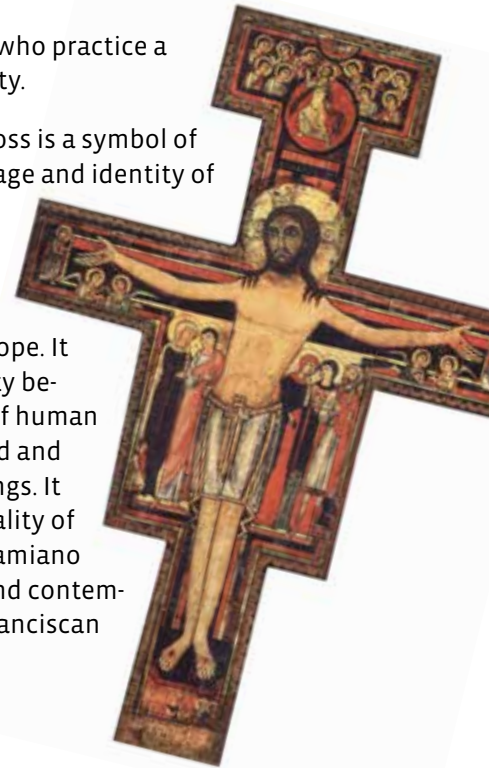 who practice a
ty.
oss is a symbol of
age and identity of
ope. It
ty be-
f human
d and
ngs. It
ality of
amiano
nd contem-
anciscan